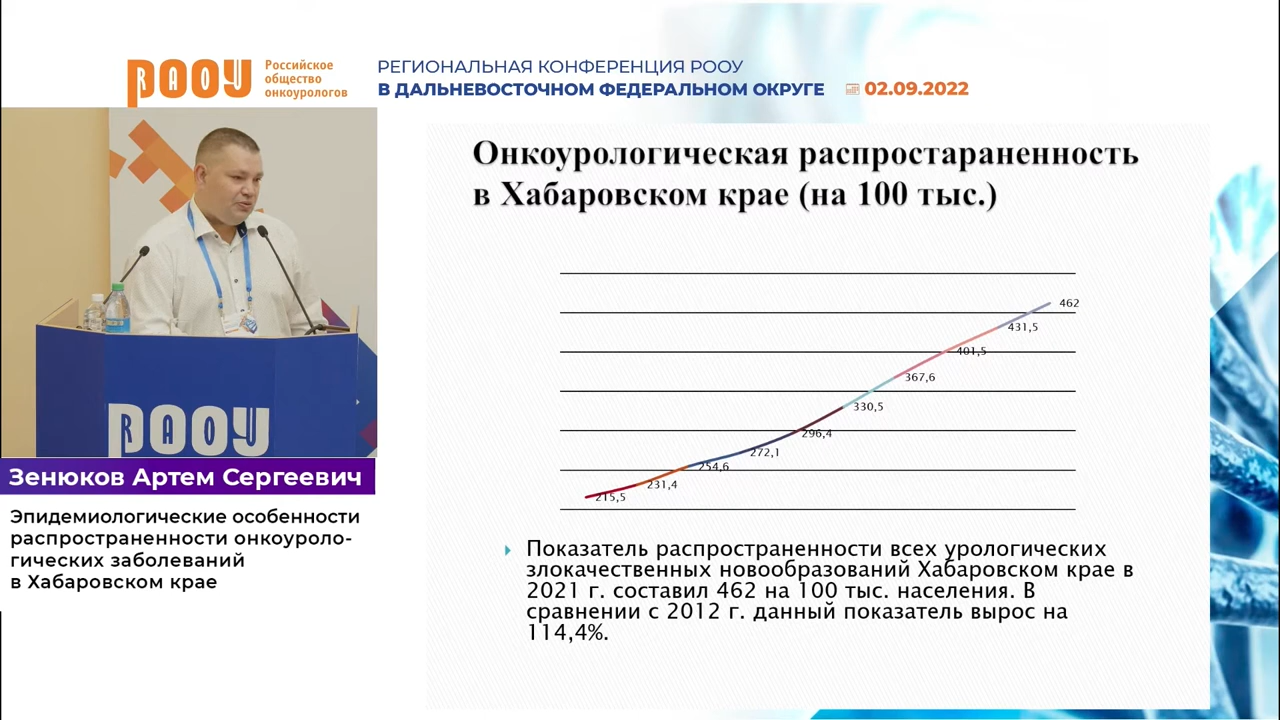 РООУ
Российское
общество
онкоурологов
РЕГИОНАЛЬНАЯ КОНФЕРЕНЦИЯ РООУ
В ДАЛЬНЕВОСТОЧНОМ ФЕДЕРАЛЬНОМ ОКРУГЕ
02.09.2022
Онкоурологическая распростараненность
в Хабаровском крае (на 100 тыс.)
462
431,5
401,5
367,6
330,5
296,4
272,1
254,6
231,4
215,5
РООУ
Зенюков Артем Сергеевич
Эпидемиологические особенности
распространенности онкоуроло-
гических заболеваний
в Хабаровском крае
Показатель распространенности всех урологических
злокачественных новообразований Хабаровском крае в
2021 г. составил 462 на 100 тыс. населения. В
сравнении с 2012 г. данный показатель вырос на
114,4%.